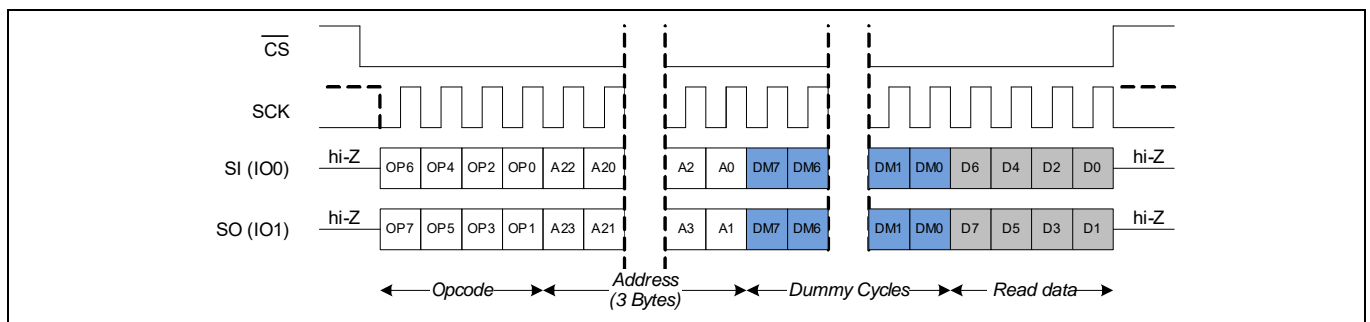 CS
SCK
SI (IO0) hi-Z OP6 OP4 OP2 OP0 A22 A20 A2 A0 DM7 DM6 DM1 DM0 D6 D4 D2 D0 hi-Z
SO (IO1) hi-Z OP7 OP5 OP3 OP1 A23 A21 A3 A1 DM7 DM6 DM1 DM0 D7 D5 D3 D1 hi-Z
Opcode Address Dummy Cycles Read data
(3 Bytes)